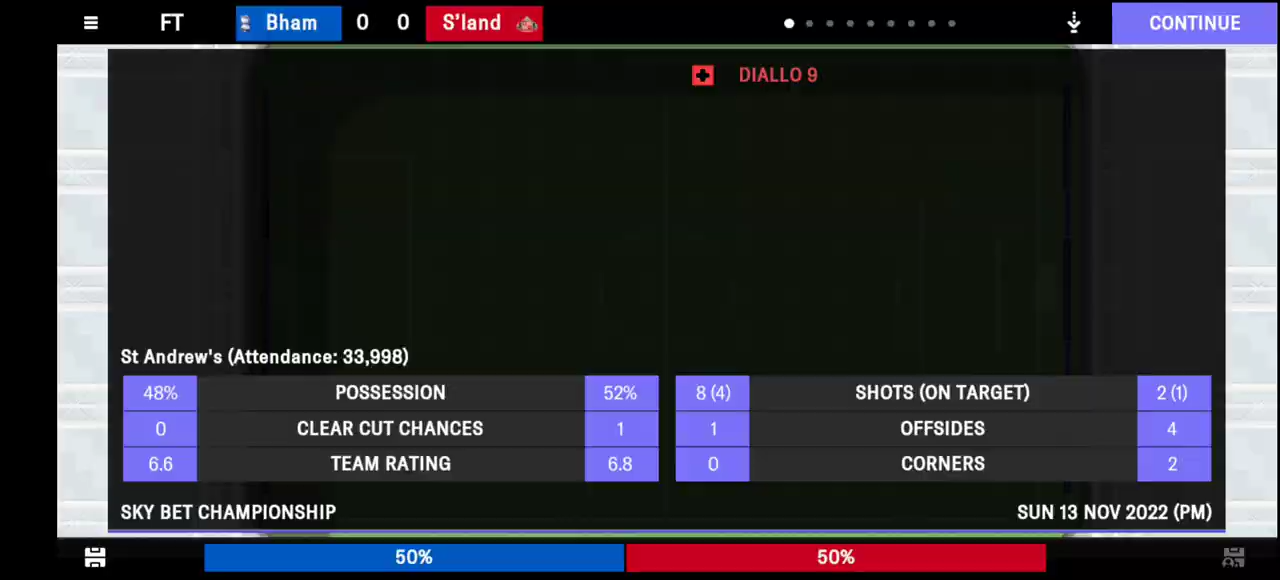 FT Bham 0 0 S'land CONTINUE
DIALLO 9
St Andrew's (Attendance: 33,998)
48% POSSESSION 52% 8 (4) SHOTS (ON TARGET) 2 (1)
0 CLEAR CUT CHANCES 1 1 OFFSIDES 4
6.6 TEAM RATING 6.8 0 CORNERS 2
SKY BET CHAMPIONSHIP SUN 13 NOV 2022 (PM)
50% 50%